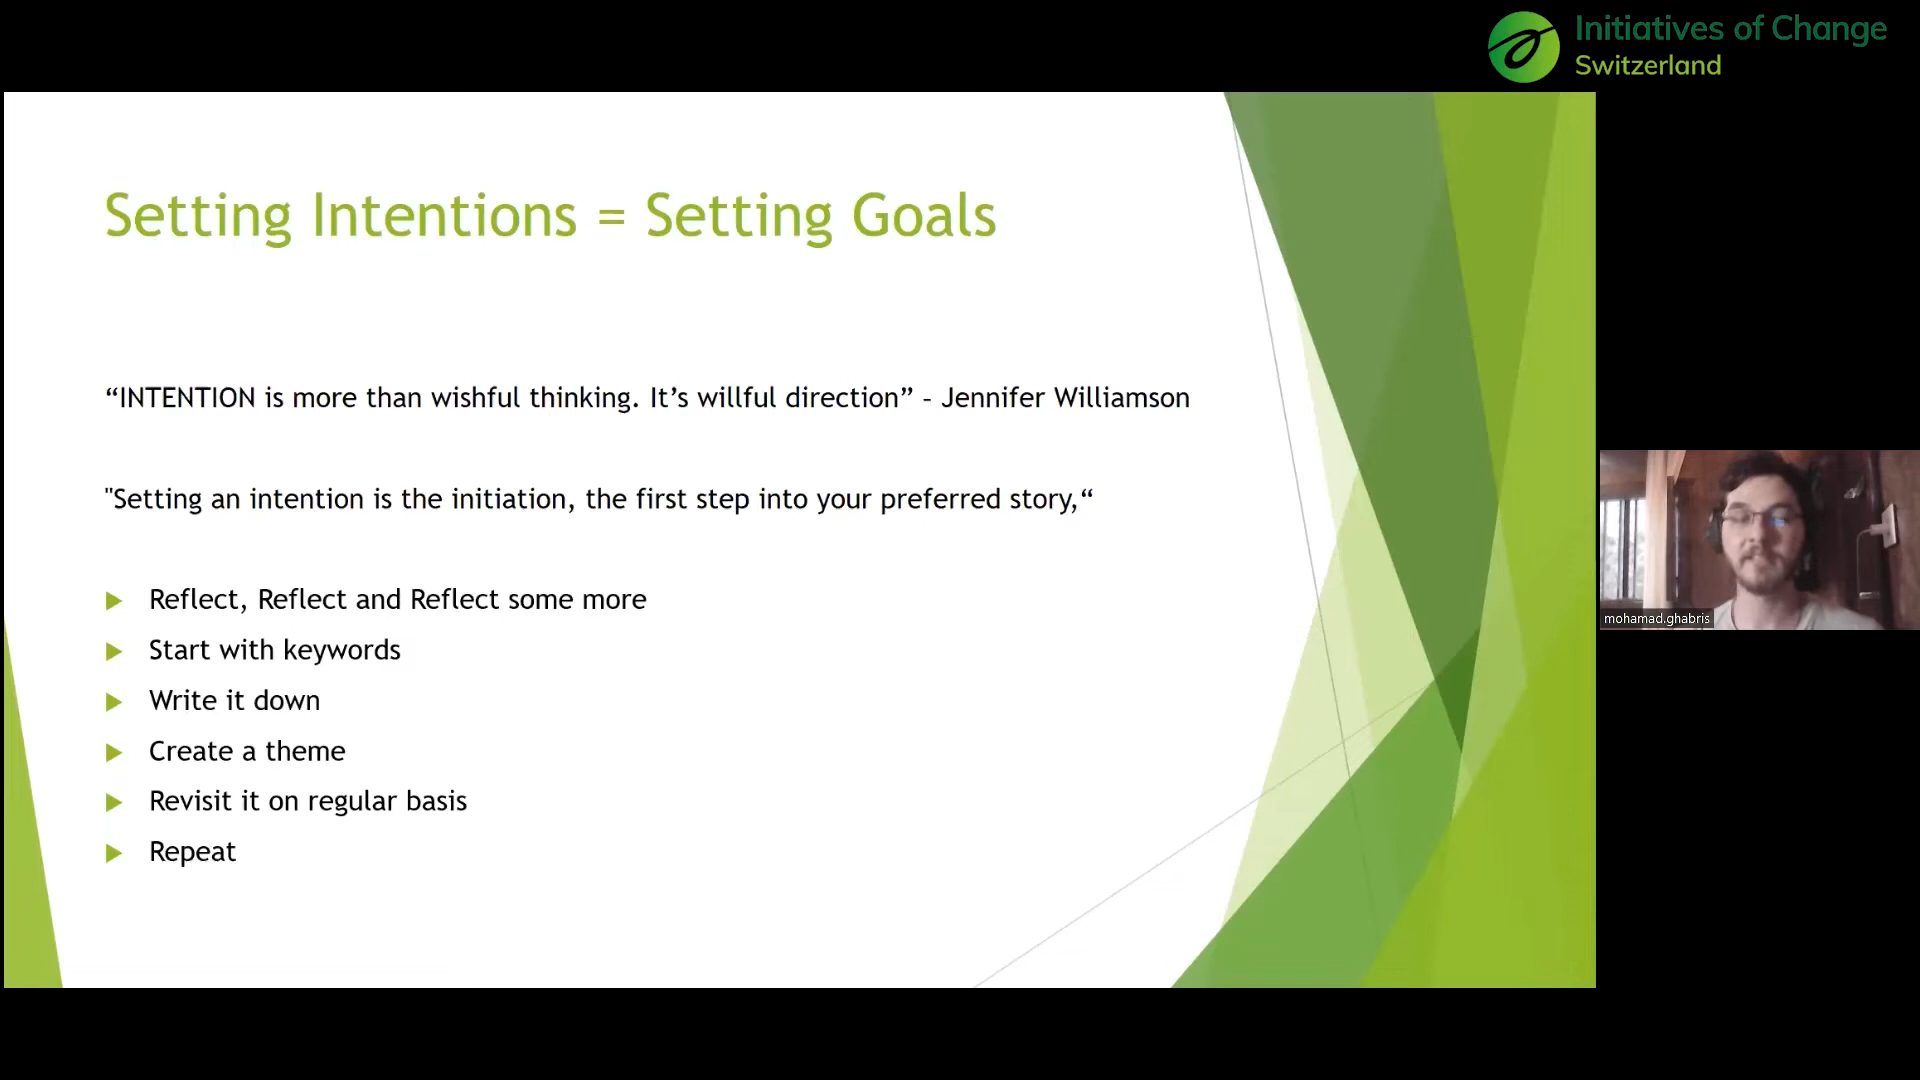 Initiatives of Change
Switzerland
Setting Intentions = Setting Goals
“INTENTION is more than wishful thinking. It’s willful direction” – Jennifer Williamson
"Setting an intention is the initiation, the first step into your preferred story,“
Reflect, Reflect and Reflect some more
Start with keywords
Write it down
Create a theme
Revisit it on regular basis
Repeat
mohamad.ghabris